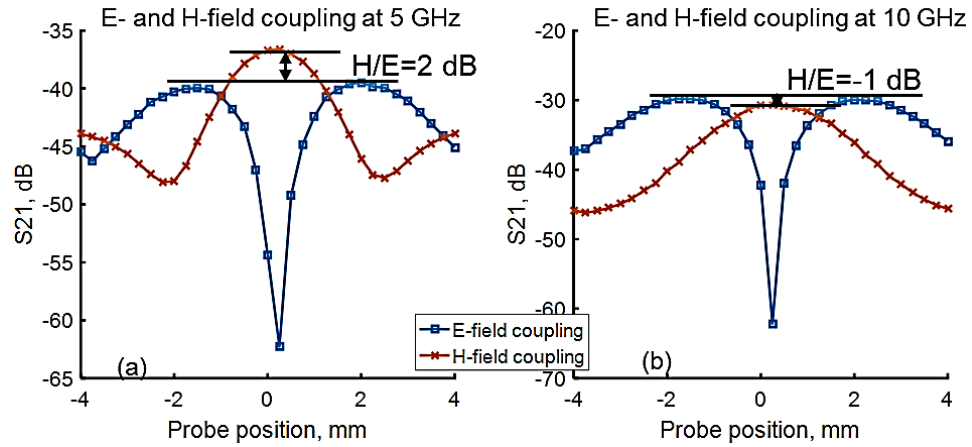 E- and H-field coupling at 5 GHz
-35
-40
-45
-50
-55
-60
-65
S21, dB
H/E=2 dB
(a)
-4
-2
0
2
4
Probe position, mm
E-field coupling
H-field coupling
E- and H-field coupling at 10 GHz
-20
-30
-40
-50
-60
-70
S21, dB
H/E=-1 dB
(b)
-4
-2
0
2
4
Probe position, mm